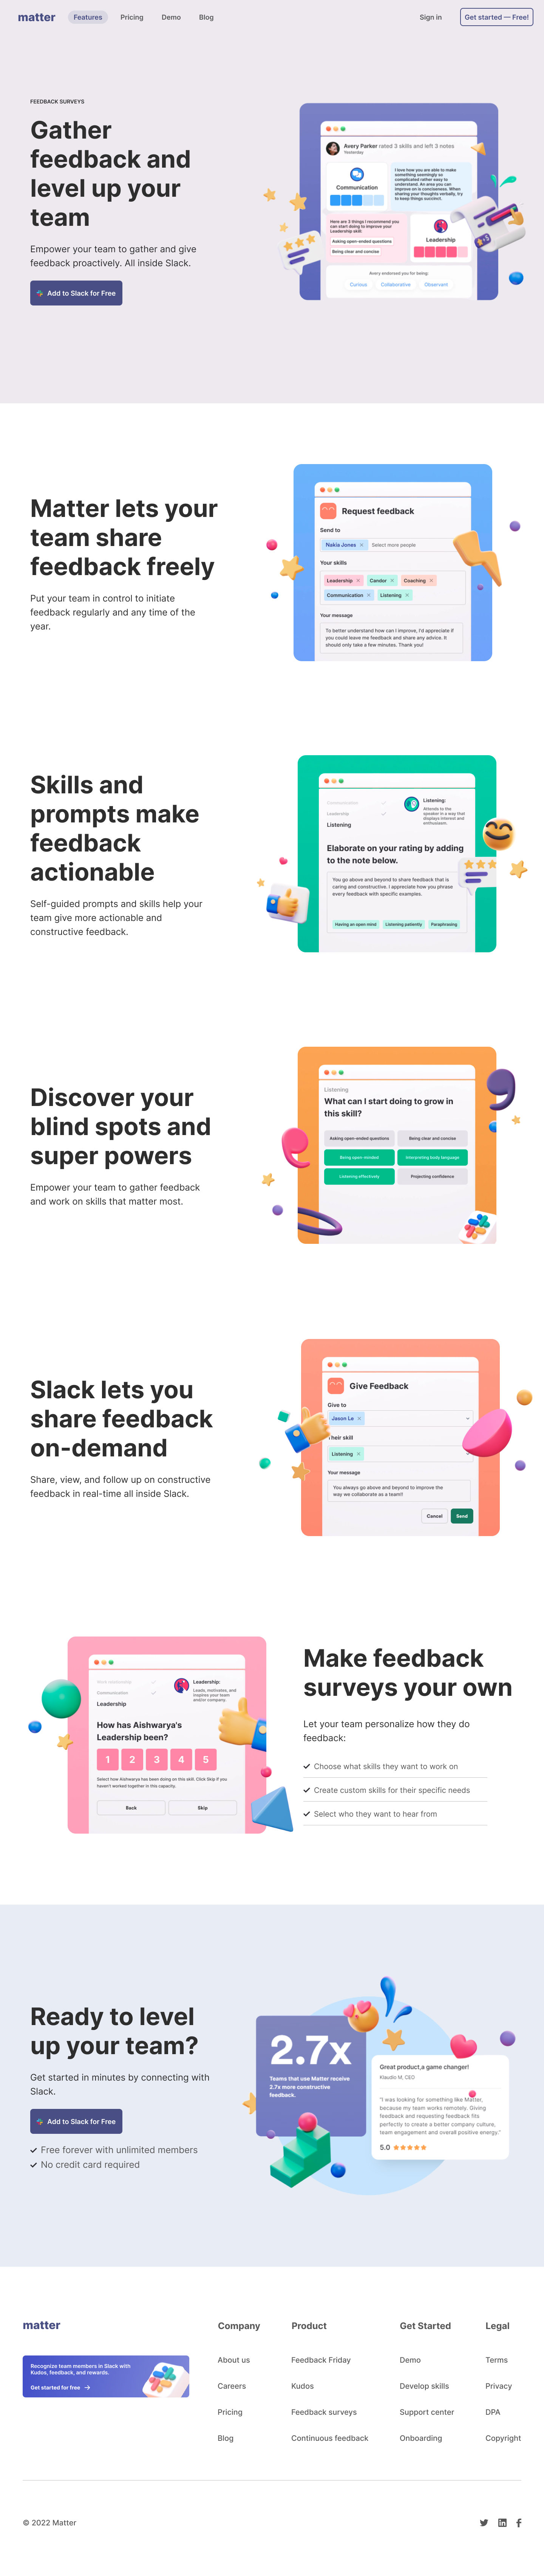 matter
Features
Pricing
Demo
Blog
Sign in
Get started — Free!
FEEDBACK SURVEYS
Gather
feedback and
level up your
team
Empower your team to gather and give
feedback proactively. All inside Slack.
Add to Slack for Free
Avery Parker rated 3 skills and left 3 notes
Yesterday
Communication
I love how you are able to make
something seemingly so
complicated rather easy to
understand. An area you can
improve on is conciseness. When
sharing your thoughts verbally, try
to keep things succinct.
Here are 3 things I recommend you
can start doing to improve your
Leadership skill:
Asking open-ended questions
Being clear and concise
Leadership
Avery endorsed you for being:
Curious
Collaborative
Observant
Matter lets your
team share
feedback freely
Put your team in control to initiate
feedback regularly and any time of the
year.
Request feedback
Send to
Nakia Jones ×
Select more people
Your skills
Leadership ×
Candor ×
Coaching ×
Communication ×
Listening ×
Your message
To better understand how can I improve, I'd appreciate if
you could leave me feedback and share any advice. It
should only take a few minutes. Thank you!
Skills and
prompts make
feedback
actionable
Self-guided prompts and skills help your
team give more actionable and
constructive feedback.
Communication
Leadership
Listening
Listening:
Attends to the
speaker in a way that
displays interest and
enthusiasm.
Elaborate on your rating by adding
to the note below.
You go above and beyond to share feedback that is
caring and constructive. I appreciate how you phrase
every feedback with specific examples.
Having an open mind
Listening patiently
Paraphrasing
Discover your
blind spots and
super powers
Empower your team to gather feedback
and work on skills that matter most.
Listening
What can I start doing to grow in
this skill?
Asking open-ended questions
Being clear and concise
Being open-minded
Interpreting body language
Listening effectively
Projecting confidence
Slack lets you
share feedback
on-demand
Share, view, and follow up on constructive
feedback in real-time all inside Slack.
Give Feedback
Give to
Jason Le ×
Their skill
Listening ×
Your message
You always go above and beyond to improve the
way we collaborate as a team!!
Cancel
Send
Work relationship
Communication
Leadership
Leadership:
Leads, motivates, and
inspires your team
and/or company.
How has Aishwarya's
Leadership been?
1
2
3
4
5
Select how Aishwarya has been doing on this skill. Click Skip if you
haven't worked together in this capacity.
Back
Skip
Make feedback
surveys your own
Let your team personalize how they do
feedback:
Choose what skills they want to work on
Create custom skills for their specific needs
Select who they want to hear from
Ready to level
up your team?
Get started in minutes by connecting with
Slack.
Add to Slack for Free
Free forever with unlimited members
No credit card required
2.7x
Teams that use Matter receive
2.7x more constructive
feedback.
Great product,a game changer!
Klaudio M, CEO
"I was looking for something like Matter,
because my team works remotely. Giving
feedback and requesting feedback fits
perfectly to create a better company culture,
team engagement and overall positive energy."
5.0
matter
Recognize team members in Slack with
Kudos, feedback, and rewards.
Get started for free
Company
About us
Careers
Pricing
Blog
Product
Feedback Friday
Kudos
Feedback surveys
Continuous feedback
Get Started
Demo
Develop skills
Support center
Onboarding
Legal
Terms
Privacy
DPA
Copyright
© 2022 Matter